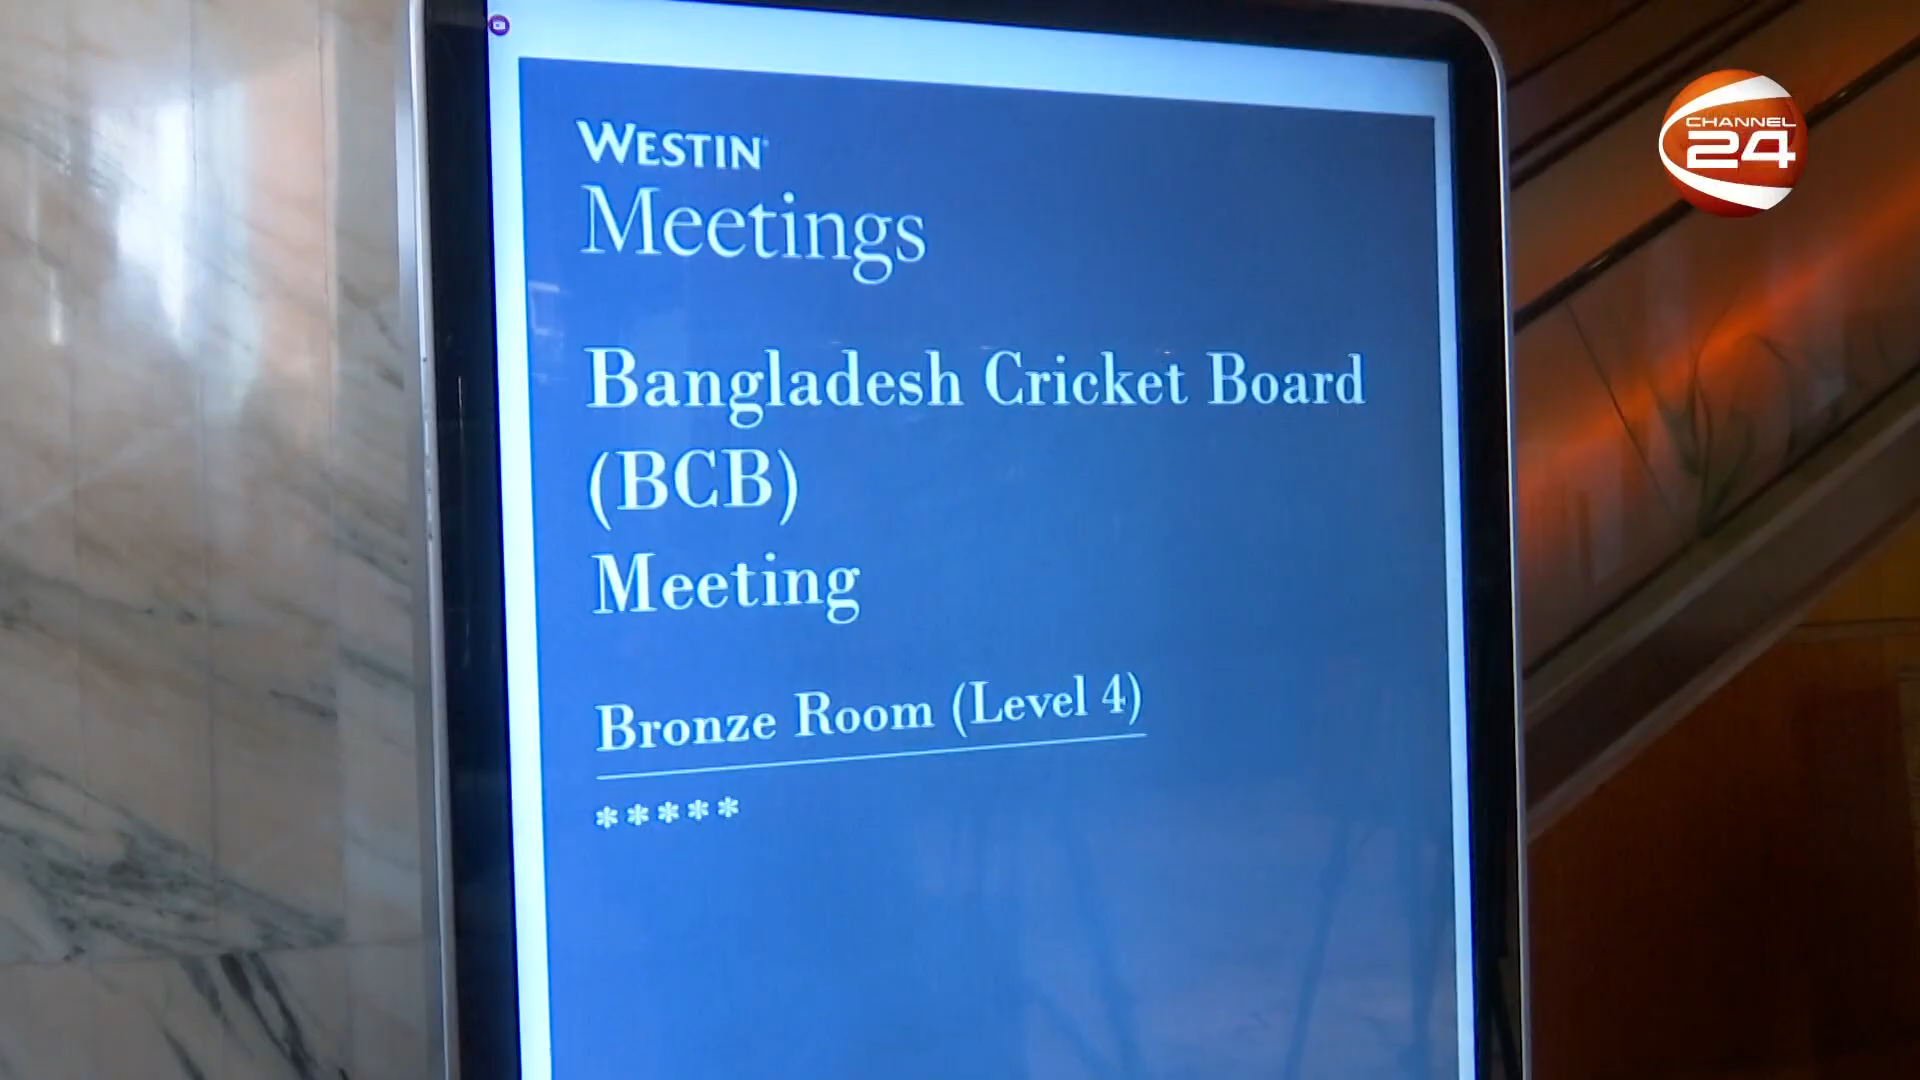 WESTIN
Meetings
CHANNEL
24
Bangladesh Cricket Board
(BCB)
Meeting
Bronze Room (Level 4)
*****